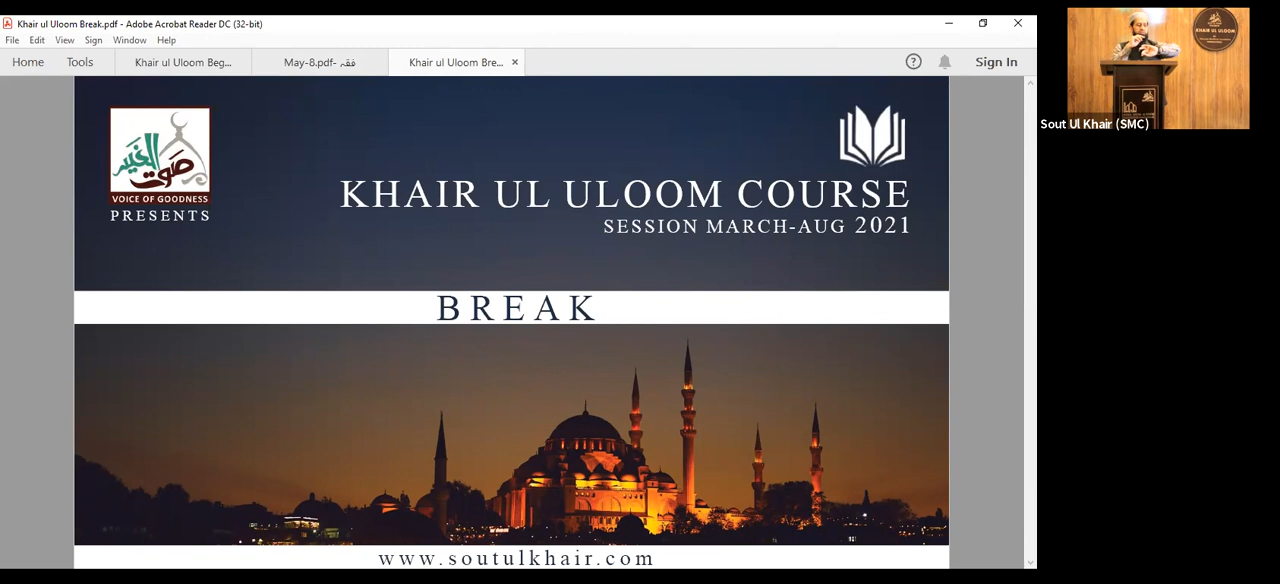 Khair ul Uloom Break.pdf - Adobe Acrobat Reader DC (32-bit)
File Edit View Sign Window Help
Home Tools Khair ul Uloom Beg... May-8.pdf- فقہ Khair ul Uloom Bre... × ? Sign In
صوت الخير
VOICE OF GOODNESS
PRESENTS
KHAIR UL ULOOM COURSE
SESSION MARCH-AUG 2021
BREAK
www.soutulkhair.com
KHAIR UL ULOOM
Sout Ul Khair (SMC)